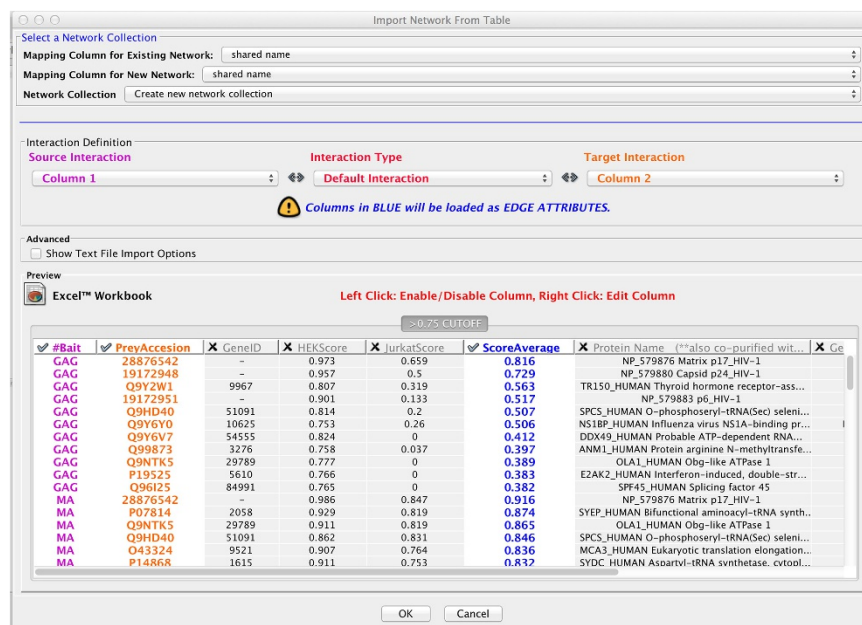 Import Network From Table
Select a Network Collection
Mapping Column for Existing Network: shared name
Mapping Column for New Network: shared name
Network Collection Create new network collection
Interaction Definition
Source Interaction Interaction Type Target Interaction
Column 1 Default Interaction Column 2
Columns in BLUE will be loaded as EDGE ATTRIBUTES.
Advanced
Show Text File Import Options
Preview
Excel™ Workbook Left Click: Enable/Disable Column, Right Click: Edit Column
>0.75 CUTOFF
#Bait PreyAccesion GeneID HEKScore JurkatScore ScoreAverage Protein Name (**also co-purified wit... Ge
GAG 28876542 – 0.973 0.659 0.816 NP_579876 Matrix p17_HIV-1
GAG 19172948 – 0.957 0.5 0.729 NP_579880 Capsid p24_HIV-1
GAG Q9Y2W1 9967 0.807 0.319 0.563 TR150_HUMAN Thyroid hormone receptor-ass...
GAG 19172951 – 0.901 0.133 0.517 NP_579883 p6_HIV-1
GAG Q9HD40 51091 0.814 0.2 0.507 SPCS_HUMAN O-phosphoseryl-tRNA(Sec) seleni...
GAG Q9Y6Y0 10625 0.753 0.26 0.506 NS1BP_HUMAN Influenza virus NS1A-binding pr...
GAG Q9Y6V7 54555 0.824 0 0.412 DDX49_HUMAN Probable ATP-dependent RNA...
GAG Q99873 3276 0.758 0.037 0.397 ANM1_HUMAN Protein arginine N-methyltransfe...
GAG Q9NTK5 29789 0.777 0 0.389 OLA1_HUMAN Obg-like ATPase 1
GAG P19525 5610 0.766 0 0.383 E2AK2_HUMAN Interferon-induced, double-str...
GAG Q96I25 84991 0.765 0 0.382 SPF45_HUMAN Splicing factor 45
MA 28876542 – 0.986 0.847 0.916 NP_579876 Matrix p17_HIV-1
MA P07814 2058 0.929 0.819 0.874 SYEP_HUMAN Bifunctional aminoacyl-tRNA synth..
MA Q9NTK5 29789 0.911 0.819 0.865 OLA1_HUMAN Obg-like ATPase 1
MA Q9HD40 51091 0.862 0.831 0.846 SPCS_HUMAN O-phosphoseryl-tRNA(Sec) seleni...
MA O43324 9521 0.907 0.764 0.836 MCA3_HUMAN Eukaryotic translation elongation...
MA P14868 1615 0.911 0.753 0.832 SYDC_HUMAN Aspartyl-tRNA synthetase, cytopl...
OK Cancel